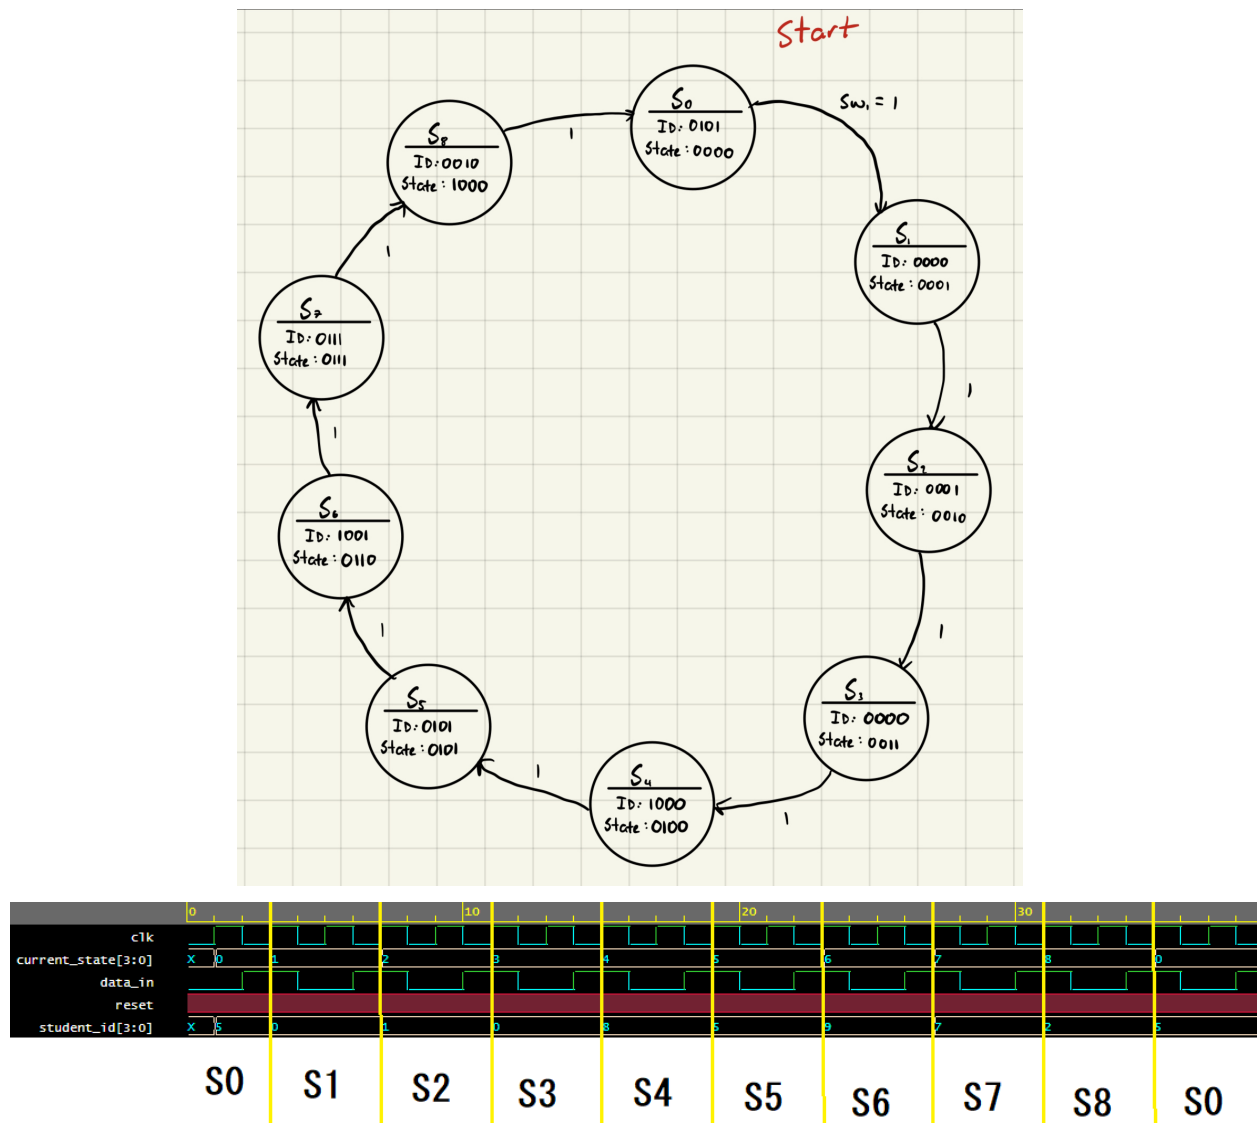 Start
S0
ID: 0101
State: 0000
SW1 = 1
S1
ID: 0000
State: 0001
1
S2
ID: 0001
State: 0010
1
S3
ID: 0000
State: 0011
1
S4
ID: 1000
State: 0100
1
S5
ID: 0101
State: 0101
1
S6
ID: 1001
State: 0110
1
S7
ID: 0111
State: 0111
1
S8
ID: 0010
State: 1000
1
0 10 20 30
clk
current_state[3:0] X 0 1 2 3 4 5 6 7 8 0
data_in
reset
student_id[3:0] X 5 0 1 0 8 5 9 7 2 5
S0 S1 S2 S3 S4 S5 S6 S7 S8 S0